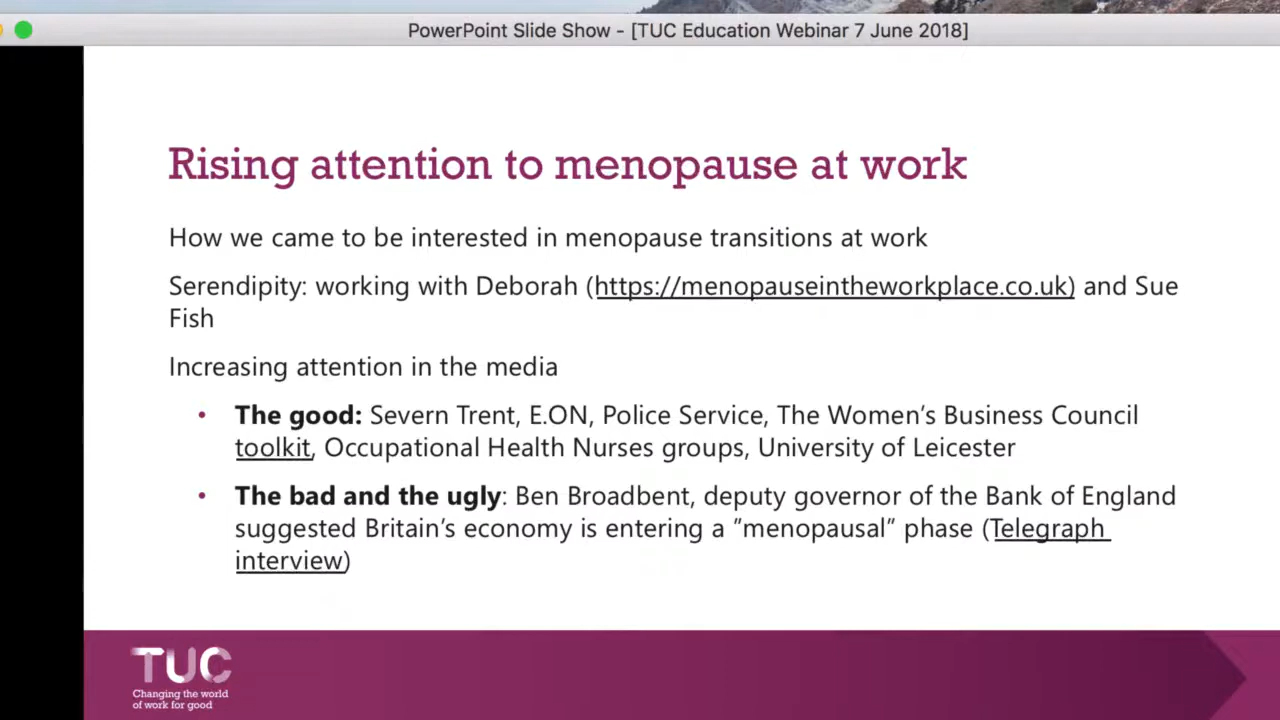 PowerPoint Slide Show - [TUC Education Webinar 7 June 2018]
Rising attention to menopause at work
How we came to be interested in menopause transitions at work
Serendipity: working with Deborah (https://menopauseintheworkplace.co.uk) and Sue
Fish
Increasing attention in the media
• The good: Severn Trent, E.ON, Police Service, The Women’s Business Council
toolkit, Occupational Health Nurses groups, University of Leicester
• The bad and the ugly: Ben Broadbent, deputy governor of the Bank of England
suggested Britain’s economy is entering a ”menopausal” phase (Telegraph
interview)
TUC
Changing the world
of work for good